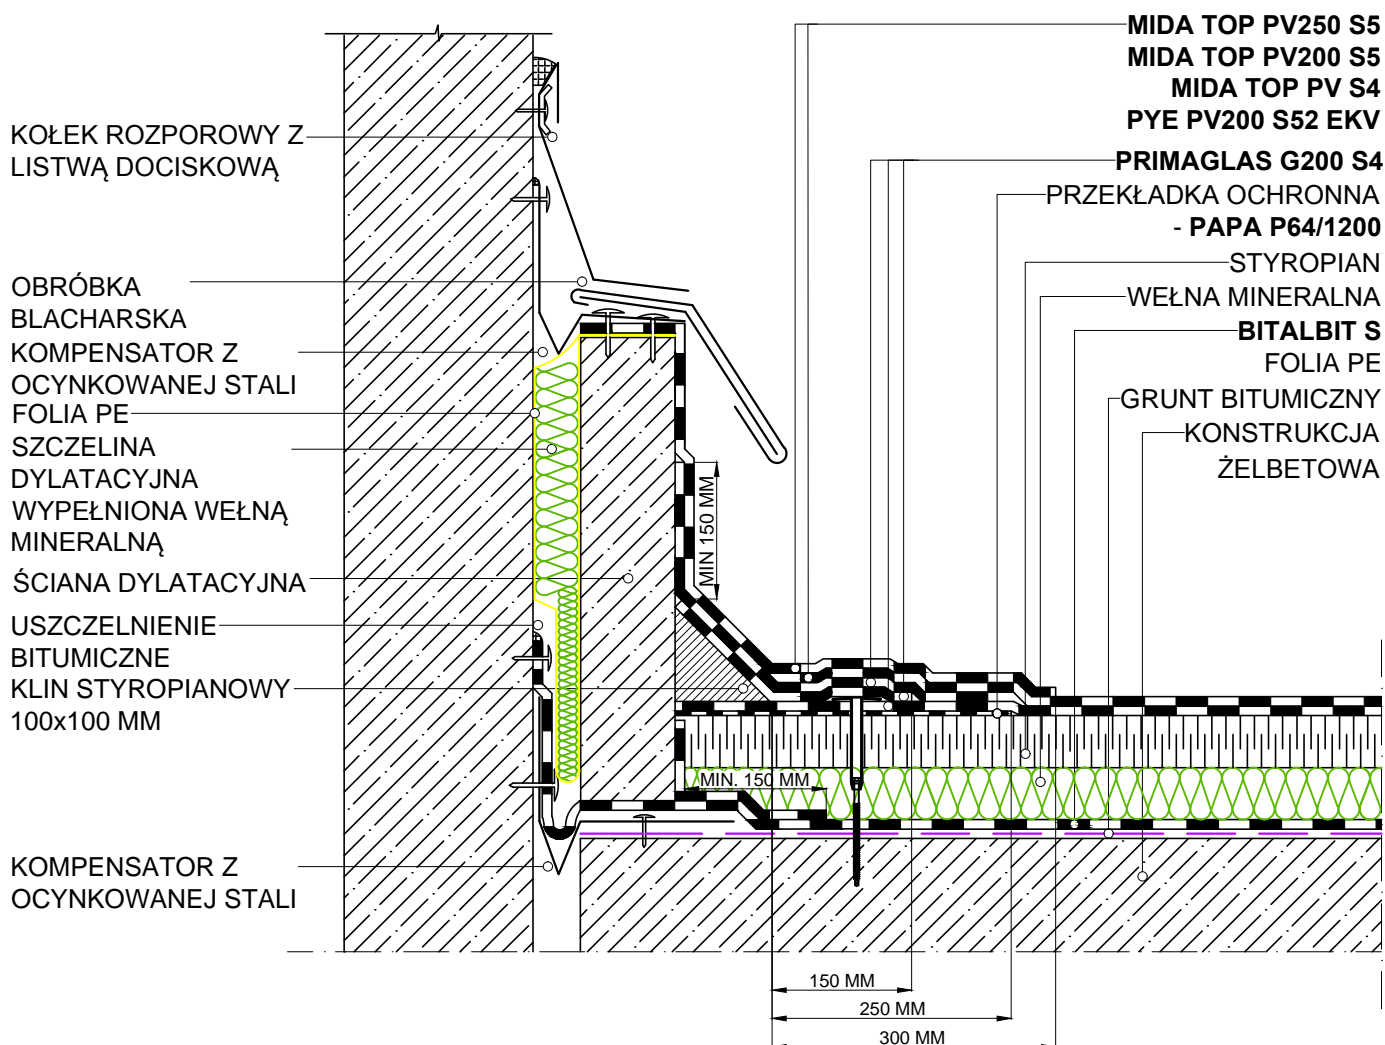 KOŁEK ROZPOROWY Z
LISTWĄ DOCISKOWĄ
OBRÓBKA
BLACHARSKA
KOMPENSATOR Z
OCYNKOWANEJ STALI
FOLIA PE
SZCZELINA
DYLATACYJNA
WYPEŁNIONA WEŁNĄ
MINERALNĄ
ŚCIANA DYLATACYJNA
USZCZELNIENIE
BITUMICZNE
KLIN STYROPIANOWY
100x100 MM
KOMPENSATOR Z
OCYNKOWANEJ STALI
MIDA TOP PV250 S5
MIDA TOP PV200 S5
MIDA TOP PV S4
PYE PV200 S52 EKV
PRIMAGLAS G200 S4
PRZEKŁADKA OCHRONNA
- PAPA P64/1200
STYROPIAN
WEŁNA MINERALNA
BITALBIT S
FOLIA PE
GRUNT BITUMICZNY
KONSTRUKCJA
ŻELBETOWA
MIN 150 MM
MIN. 150 MM
150 MM
250 MM
300 MM